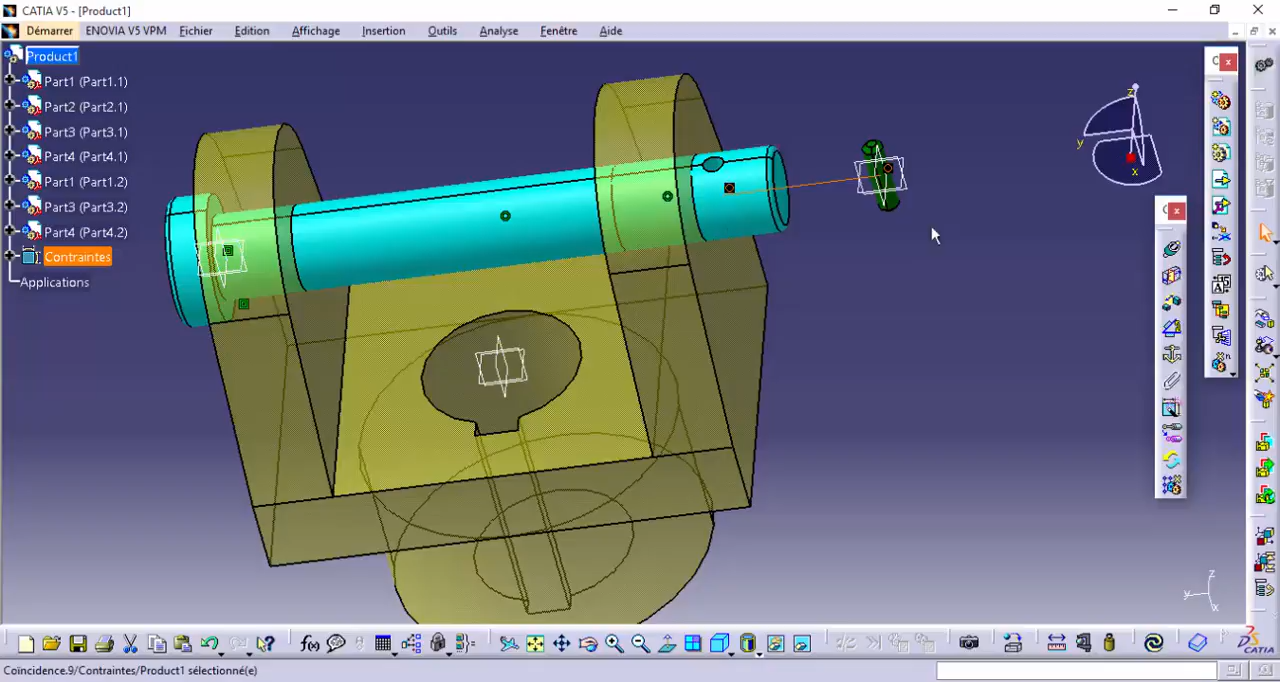 CATIA V5 - [Product1]
Démarrer ENOVIA V5 VPM Fichier Edition Affichage Insertion Outils Analyse Fenêtre Aide
Product1
Part1 (Part1.1)
Part2 (Part2.1)
Part3 (Part3.1)
Part4 (Part4.1)
Part1 (Part1.2)
Part3 (Part3.2)
Part4 (Part4.2)
Contraintes
Applications
z
y
x
C
z
y
x
f(x)
CATIA
Coïncidence.9/Contraintes/Product1 sélectionné(e)